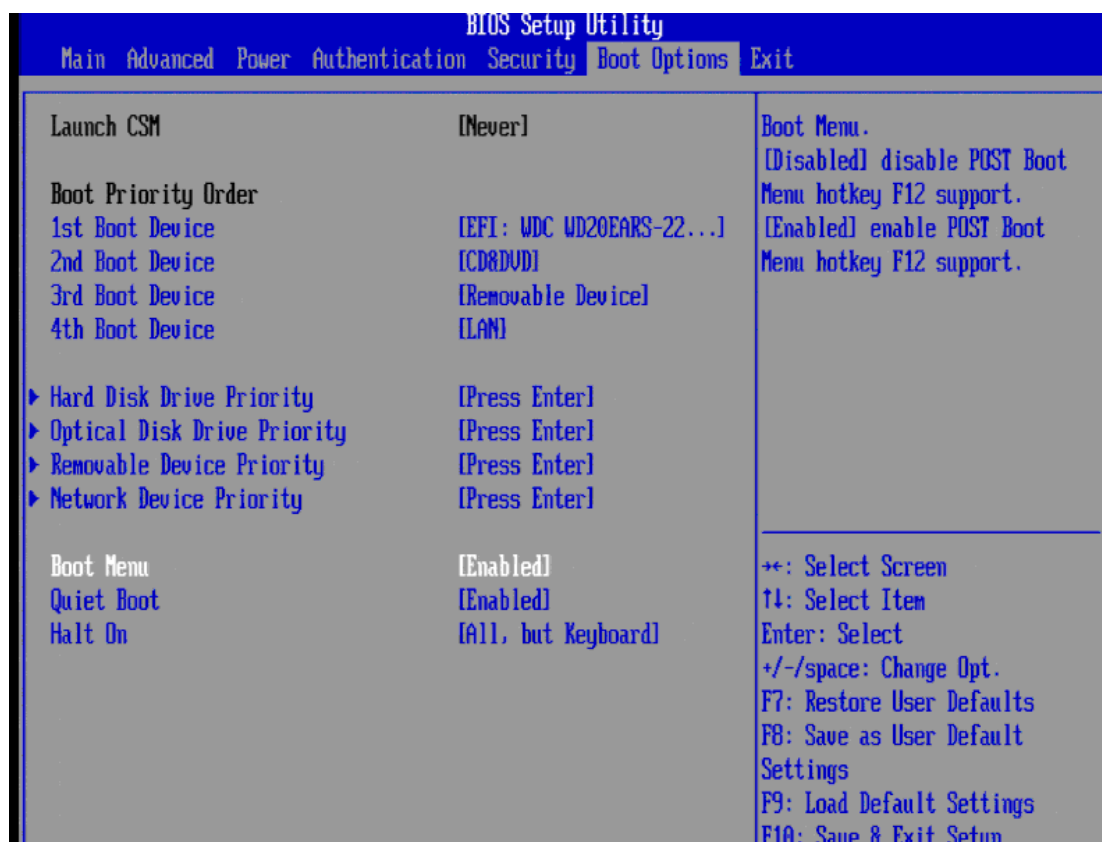 BIOS Setup Utility
Main Advanced Power Authentication Security Boot Options Exit
Launch CSM [Never]
Boot Priority Order
1st Boot Device [EFI: WDC WD20EARS-22...]
2nd Boot Device [CD&DVD]
3rd Boot Device [Removable Device]
4th Boot Device [LAN]
Hard Disk Drive Priority [Press Enter]
Optical Disk Drive Priority [Press Enter]
Removable Device Priority [Press Enter]
Network Device Priority [Press Enter]
Boot Menu [Enabled]
Quiet Boot [Enabled]
Halt On [All, but Keyboard]
Boot Menu.
[Disabled] disable POST Boot
Menu hotkey F12 support.
[Enabled] enable POST Boot
Menu hotkey F12 support.
→←: Select Screen
↑↓: Select Item
Enter: Select
+/-/space: Change Opt.
F7: Restore User Defaults
F8: Save as User Default
Settings
F9: Load Default Settings
F10: Save & Exit Setup